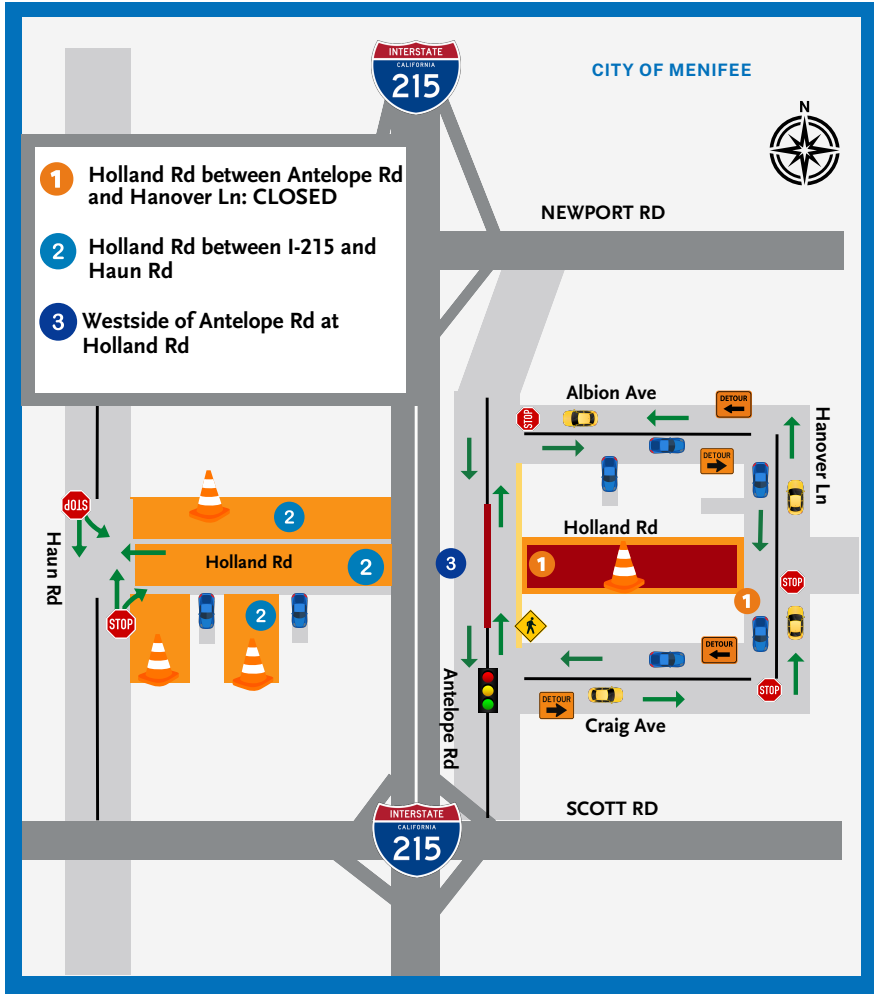 INTERSTATE
CALIFORNIA
215
CITY OF MENIFEE
N
1
Holland Rd between Antelope Rd
and Hanover Ln: CLOSED
2
Holland Rd between I-215 and
Haun Rd
3
Westside of Antelope Rd at
Holland Rd
NEWPORT RD
Albion Ave
DETOUR
STOP
Hanover Ln
DETOUR
STOP
2
Holland Rd
Haun Rd
Holland Rd
2
3
1
STOP
2
STOP
1
DETOUR
Antelope Rd
STOP
DETOUR
Craig Ave
SCOTT RD
INTERSTATE
CALIFORNIA
215